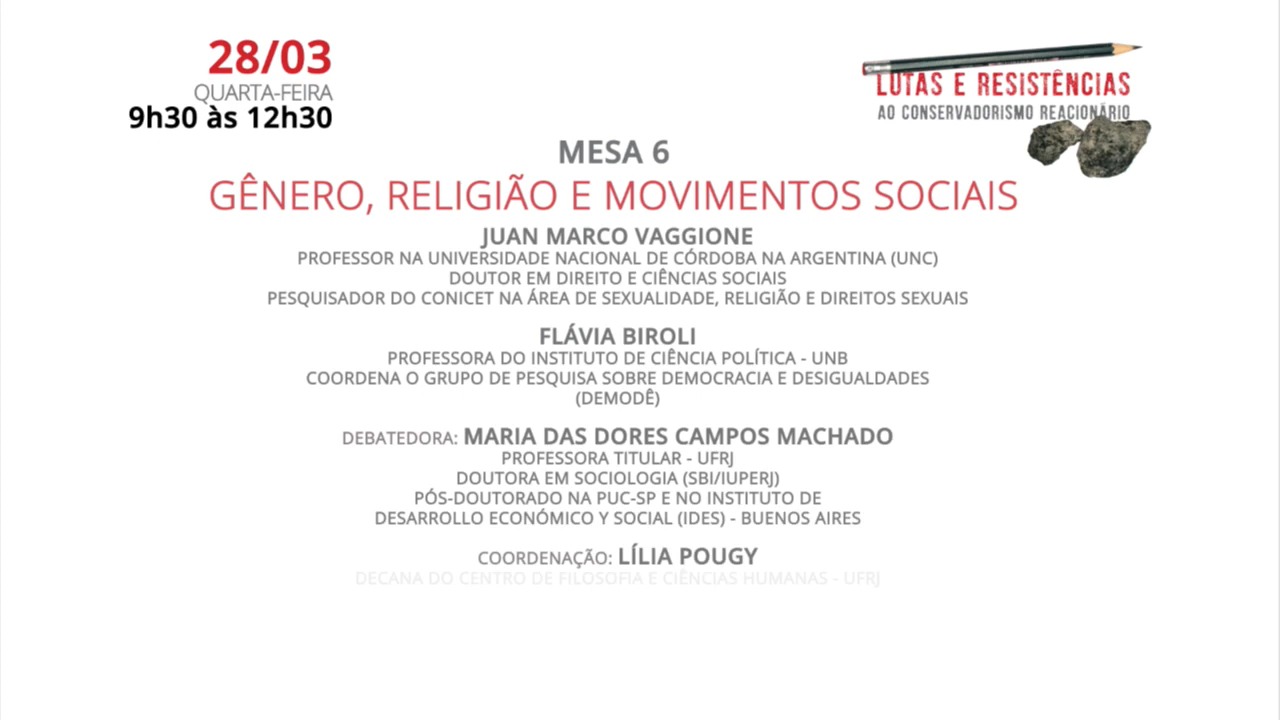 28/03
QUARTA-FEIRA
9h30 às 12h30
LUTAS E RESISTÊNCIAS
AO CONSERVADORISMO REACIONÁRIO
MESA 6
GÊNERO, RELIGIÃO E MOVIMENTOS SOCIAIS
JUAN MARCO VAGGIONE
PROFESSOR NA UNIVERSIDADE NACIONAL DE CÓRDOBA NA ARGENTINA (UNC)
DOUTOR EM DIREITO E CIÊNCIAS SOCIAIS
PESQUISADOR DO CONICET NA ÁREA DE SEXUALIDADE, RELIGIÃO E DIREITOS SEXUAIS
FLÁVIA BIROLI
PROFESSORA DO INSTITUTO DE CIÊNCIA POLÍTICA - UNB
COORDENA O GRUPO DE PESQUISA SOBRE DEMOCRACIA E DESIGUALDADES
(DEMODÊ)
DEBATEDORA: MARIA DAS DORES CAMPOS MACHADO
PROFESSORA TITULAR - UFRJ
DOUTORA EM SOCIOLOGIA (SBI/IUPERJ)
PÓS-DOUTORADO NA PUC-SP E NO INSTITUTO DE
DESARROLLO ECONÓMICO Y SOCIAL (IDES) - BUENOS AIRES
COORDENAÇÃO: LÍLIA POUGY
DECANA DO CENTRO DE FILOSOFIA E CIÊNCIAS HUMANAS - UFRJ